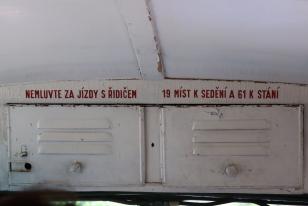 NEMLUVTE ZA JÍZDY S ŘIDIČEM 19 MÍST K SEDĚNÍ A 61 K STÁNÍ